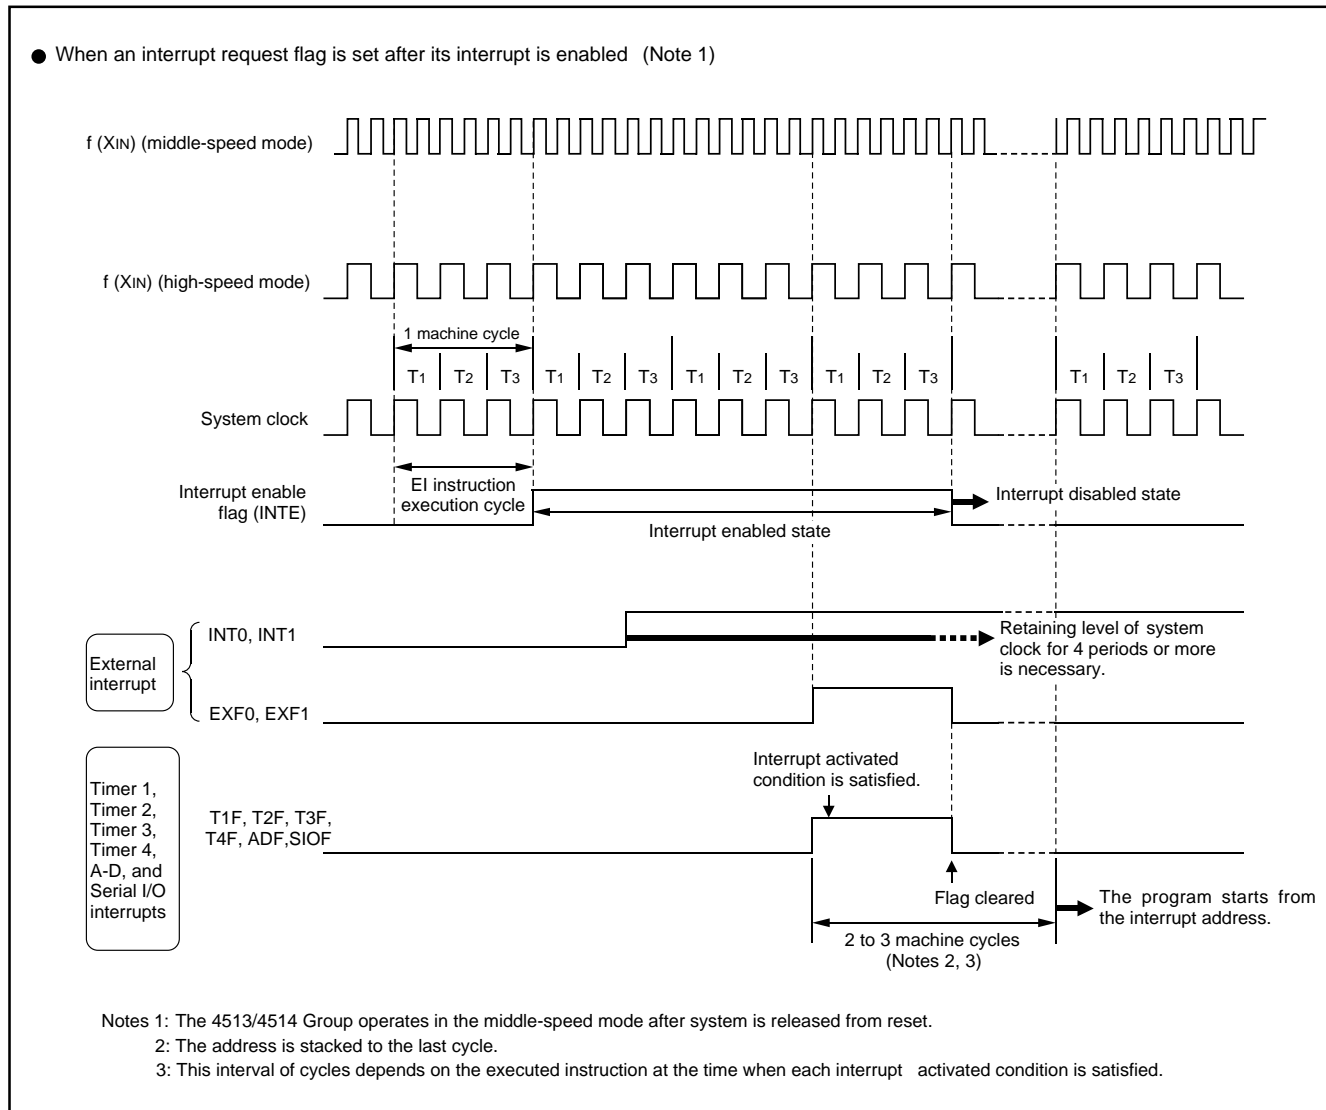 ● When an interrupt request flag is set after its interrupt is enabled (Note 1)
f (XIN) (middle-speed mode)
f (XIN) (high-speed mode)
1 machine cycle
T1 T2 T3 T1 T2 T3 T1 T2 T3 T1 T2 T3 T1 T2 T3
System clock
EI instruction
execution cycle
Interrupt enable
flag (INTE)
Interrupt enabled state
Interrupt disabled state
External
interrupt
INT0, INT1
Retaining level of system
clock for 4 periods or more
is necessary.
EXF0, EXF1
Interrupt activated
condition is satisfied.
Timer 1,
Timer 2,
Timer 3,
Timer 4,
A-D, and
Serial I/O
interrupts
T1F, T2F, T3F,
T4F, ADF,SIOF
Flag cleared
The program starts from
the interrupt address.
2 to 3 machine cycles
(Notes 2, 3)
Notes 1: The 4513/4514 Group operates in the middle-speed mode after system is released from reset.
2: The address is stacked to the last cycle.
3: This interval of cycles depends on the executed instruction at the time when each interrupt activated condition is satisfied.